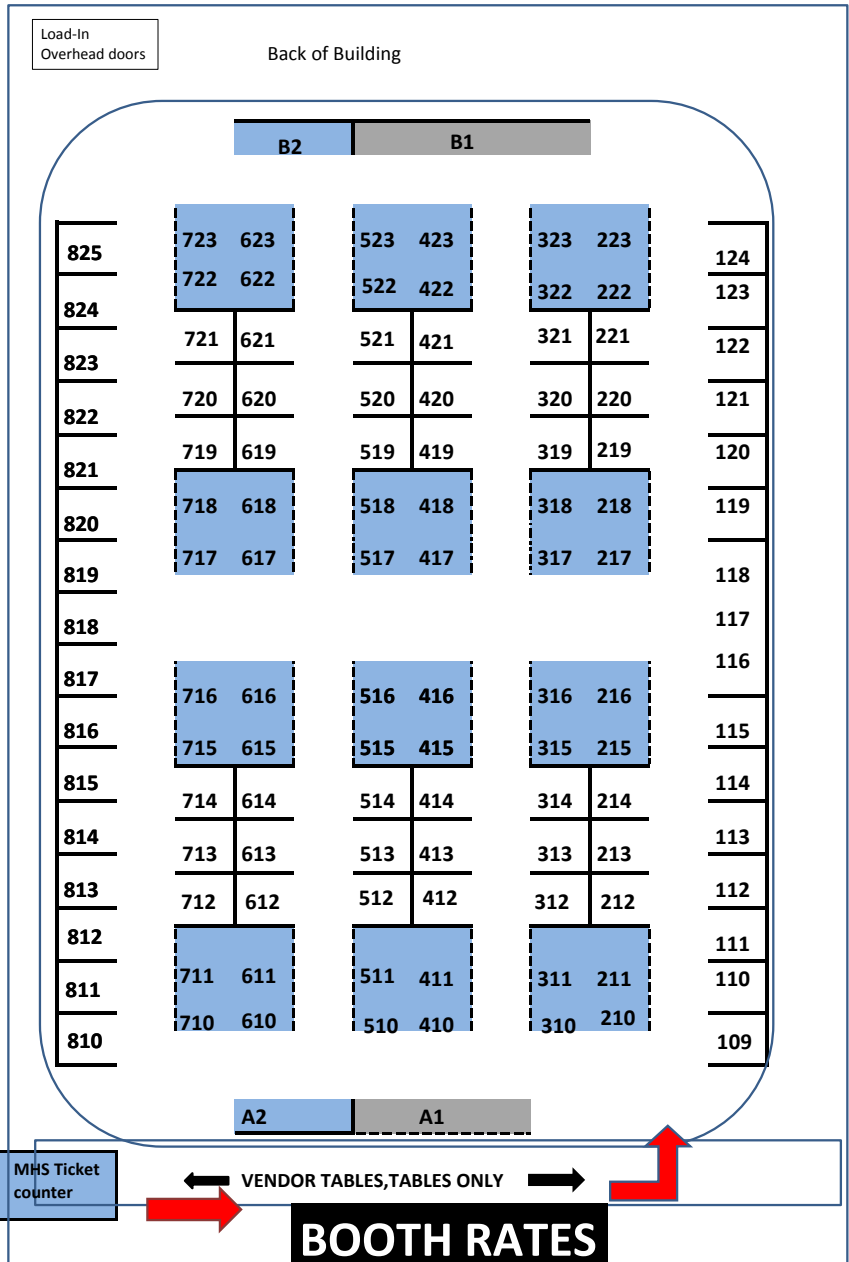 Load-In
Overhead doors
Back of Building
B2 B1
825 723 623 523 423 323 223 124
722 622 522 422 322 222 123
824 721 621 521 421 321 221 122
823
822 720 620 520 420 320 220 121
821 719 619 519 419 319 219 120
820 718 618 518 418 318 218 119
819 717 617 517 417 317 217 118
818 117
817 116
816 716 616 516 416 316 216 115
715 615 515 415 315 215
815 714 614 514 414 314 214 114
814 713 613 513 413 313 213 113
813 712 612 512 412 312 212 112
812 111
811 711 611 511 411 311 211 110
810 710 610 510 410 310 210 109
A2 A1
MHS Ticket
counter
VENDOR TABLES,TABLES ONLY
BOOTH RATES